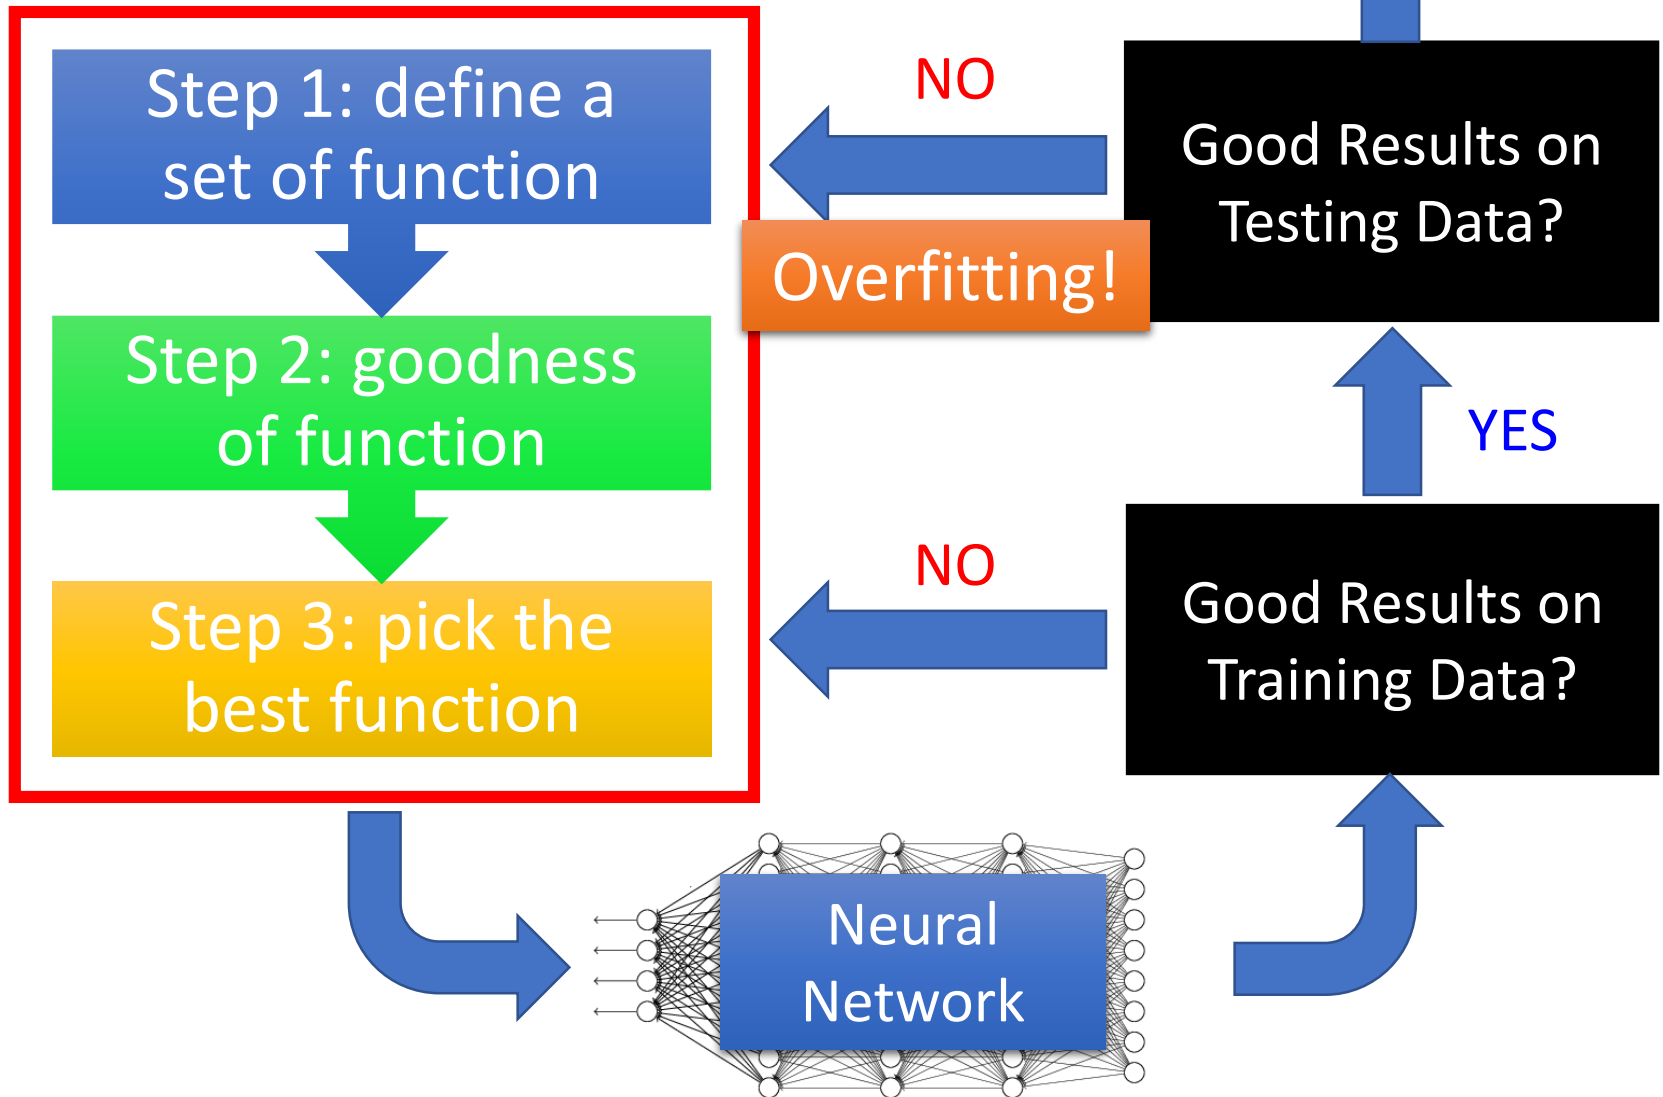 Step 1: define a
set of function
Step 2: goodness
of function
Step 3: pick the
best function
NO
Overfitting!
NO
Good Results on
Testing Data?
YES
Good Results on
Training Data?
Neural
Network